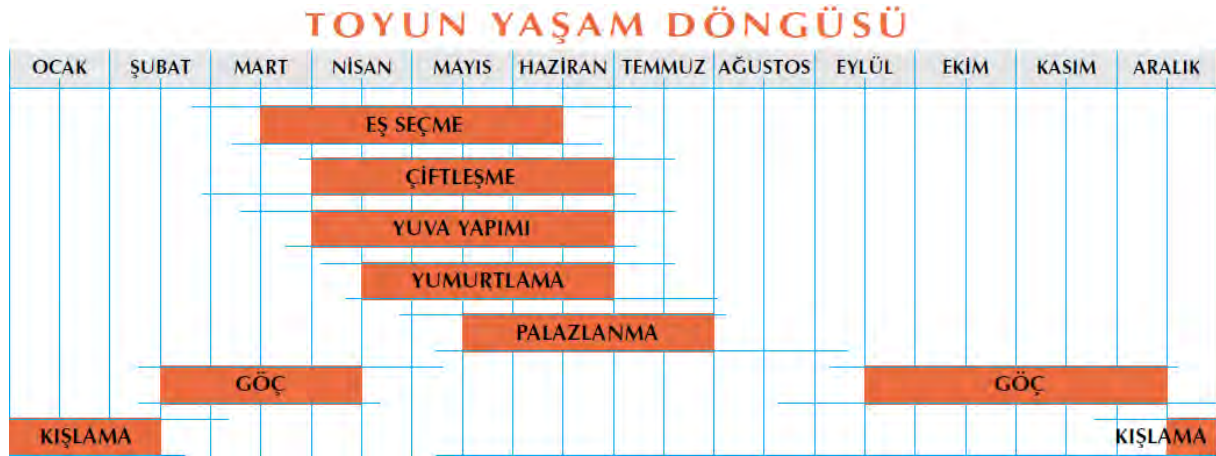 TOYUN YAŞAM DÖNGÜSÜ
OCAK ŞUBAT MART NİSAN MAYIS HAZİRAN TEMMUZ AĞUSTOS EYLÜL EKİM KASIM ARALIK
EŞ SEÇME
ÇİFTLEŞME
YUVA YAPIMI
YUMURTLAMA
PALAZLANMA
GÖÇ GÖÇ
KIŞLAMA KIŞLAMA